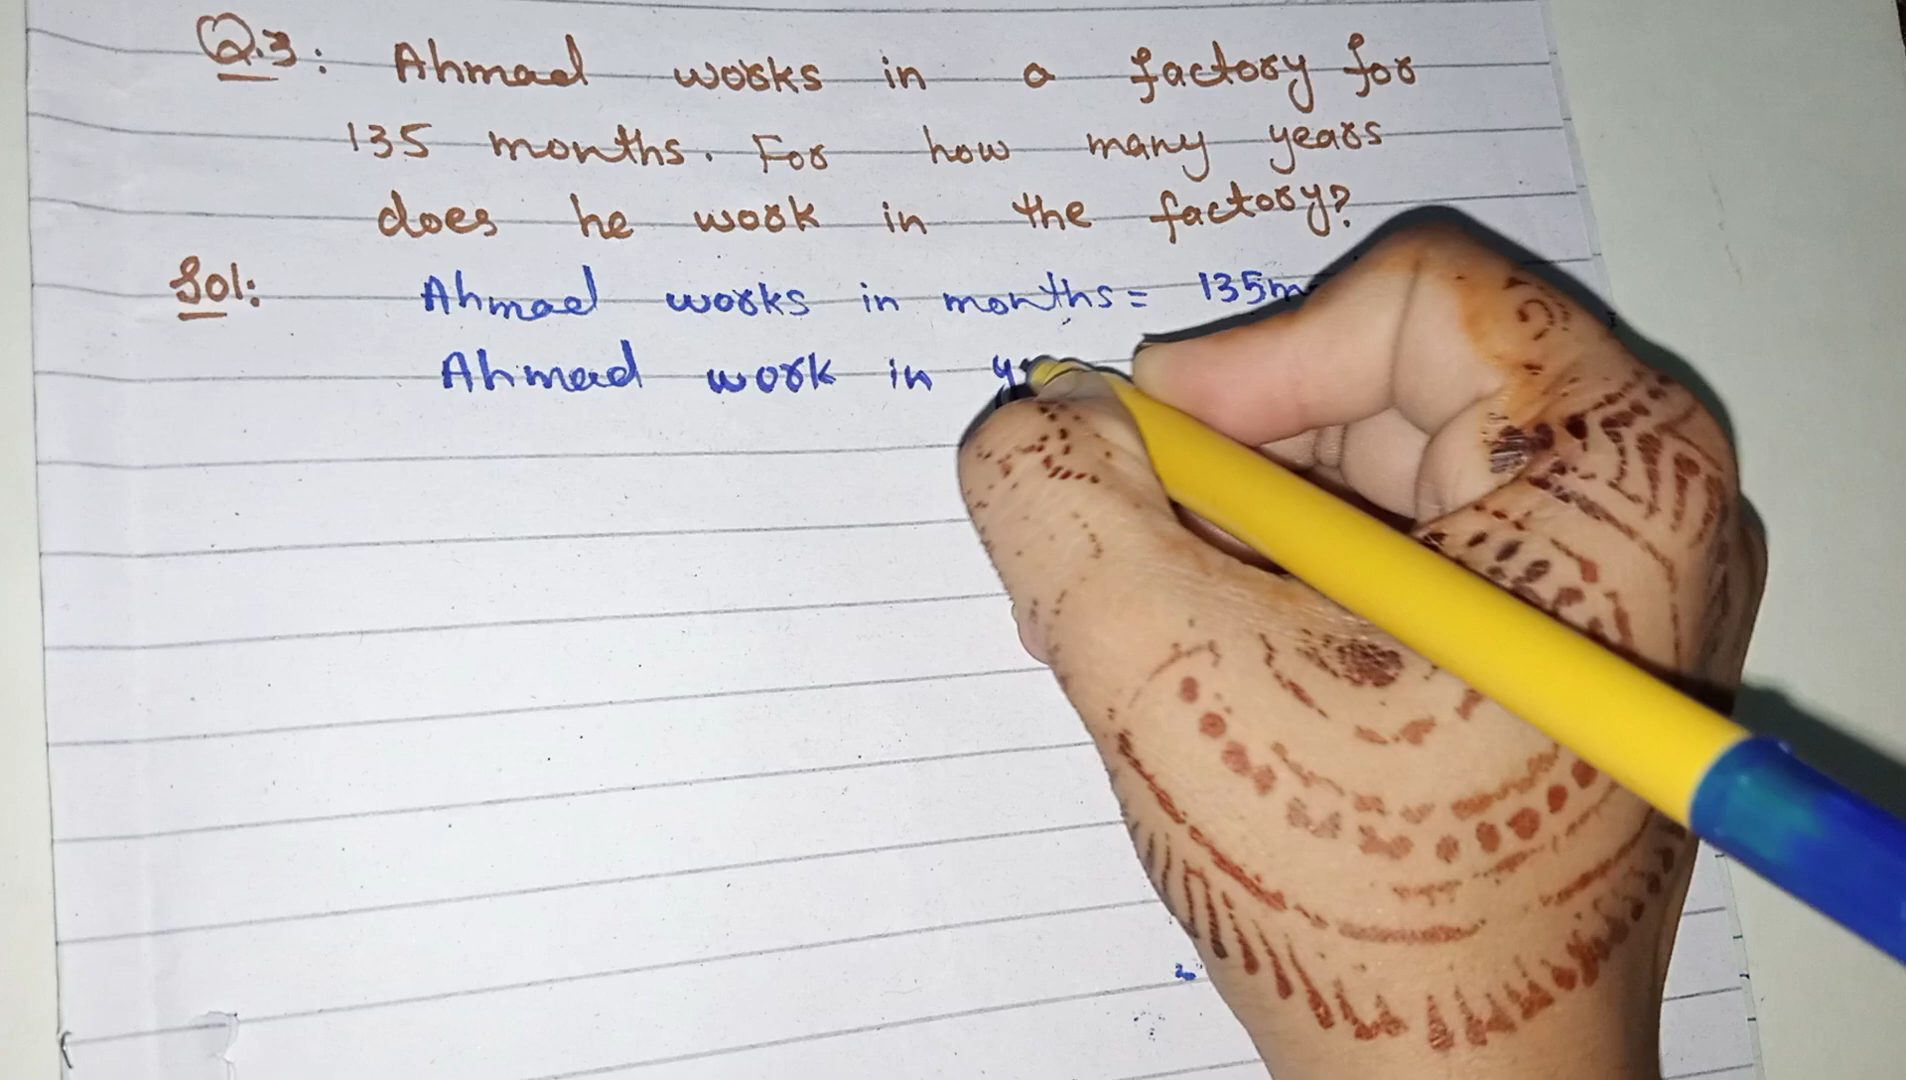 Q.3: Ahmad works in a factory for
135 months. For how many years
does he work in the factory?
Sol: Ahmad works in months = 135m
Ahmad work in